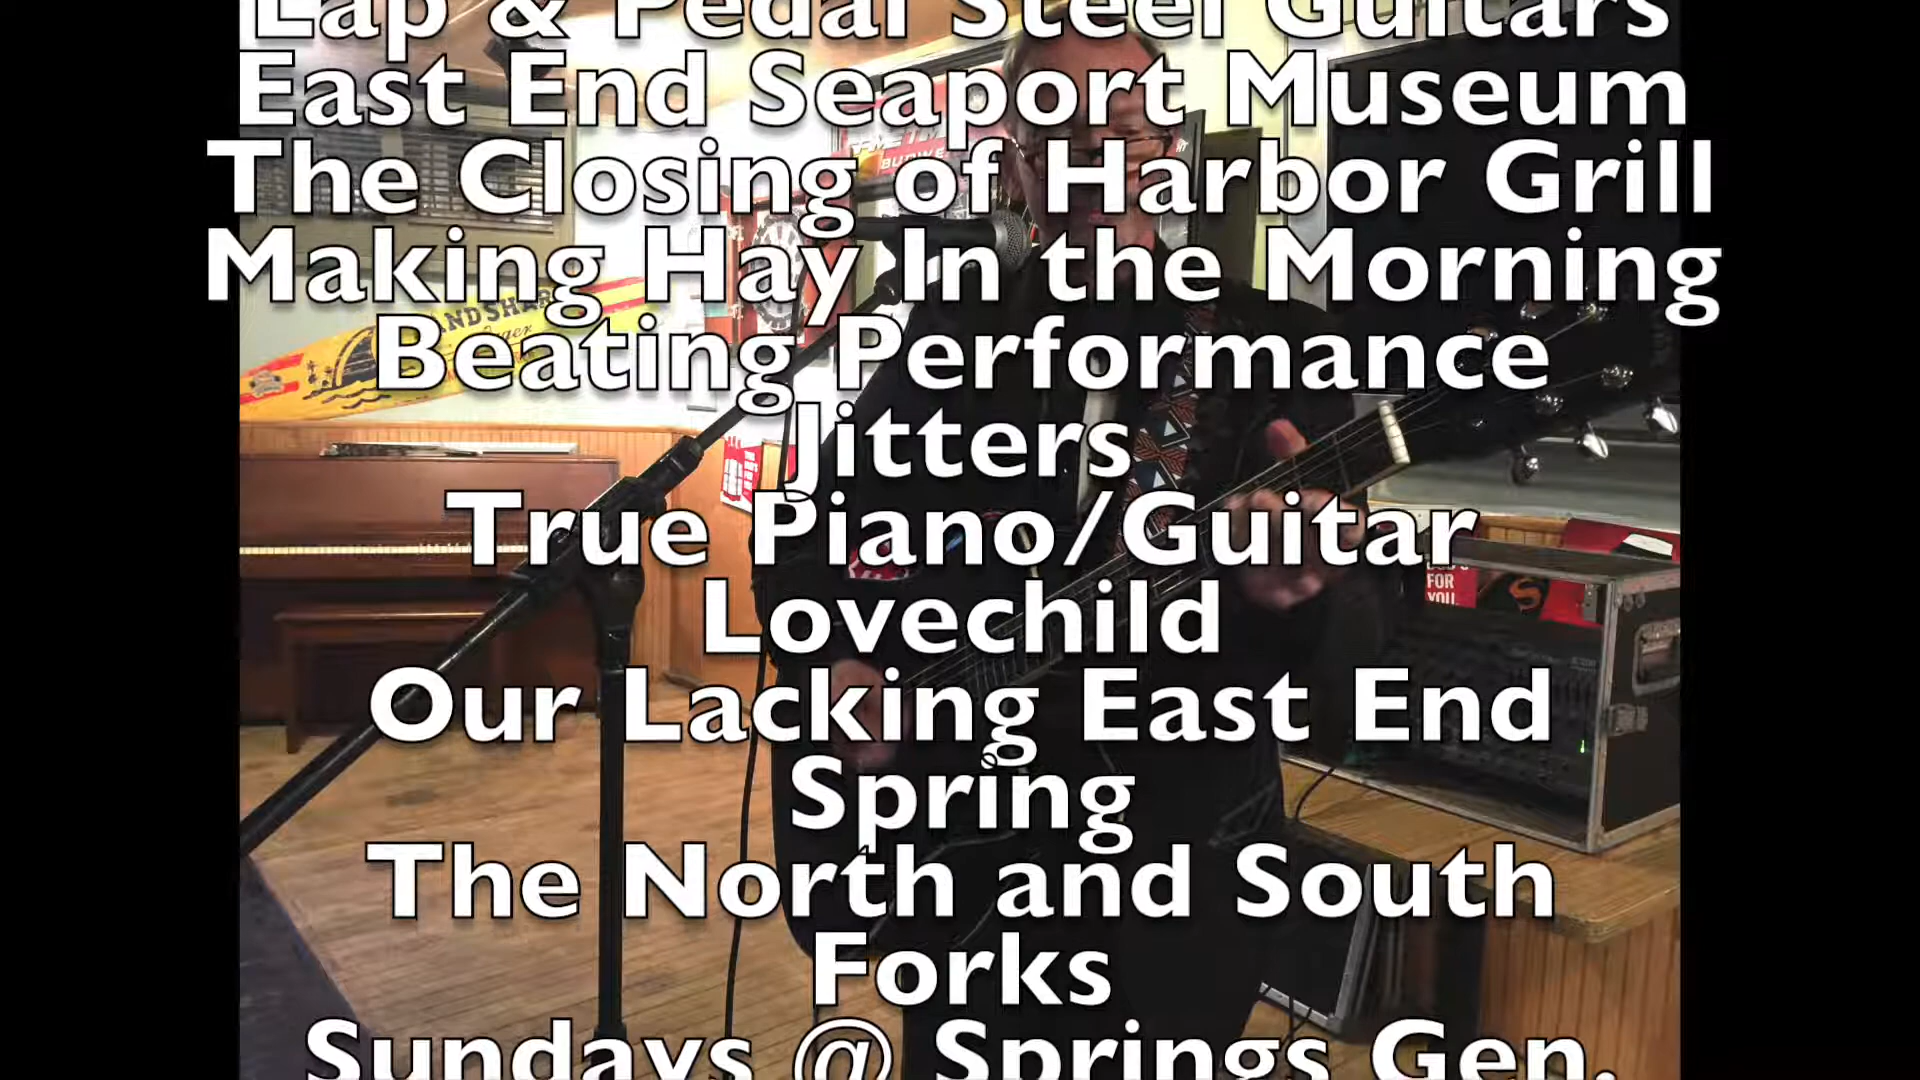 Lap & Pedal Steel Guitars
East End Seaport Museum
The Closing of Harbor Grill
Making Hay In the Morning
Beating Performance
Jitters
True Piano/Guitar
Lovechild
Our Lacking East End
Spring
The North and South
Forks
Sundays @ Springs Gen.
FOR
YOU.